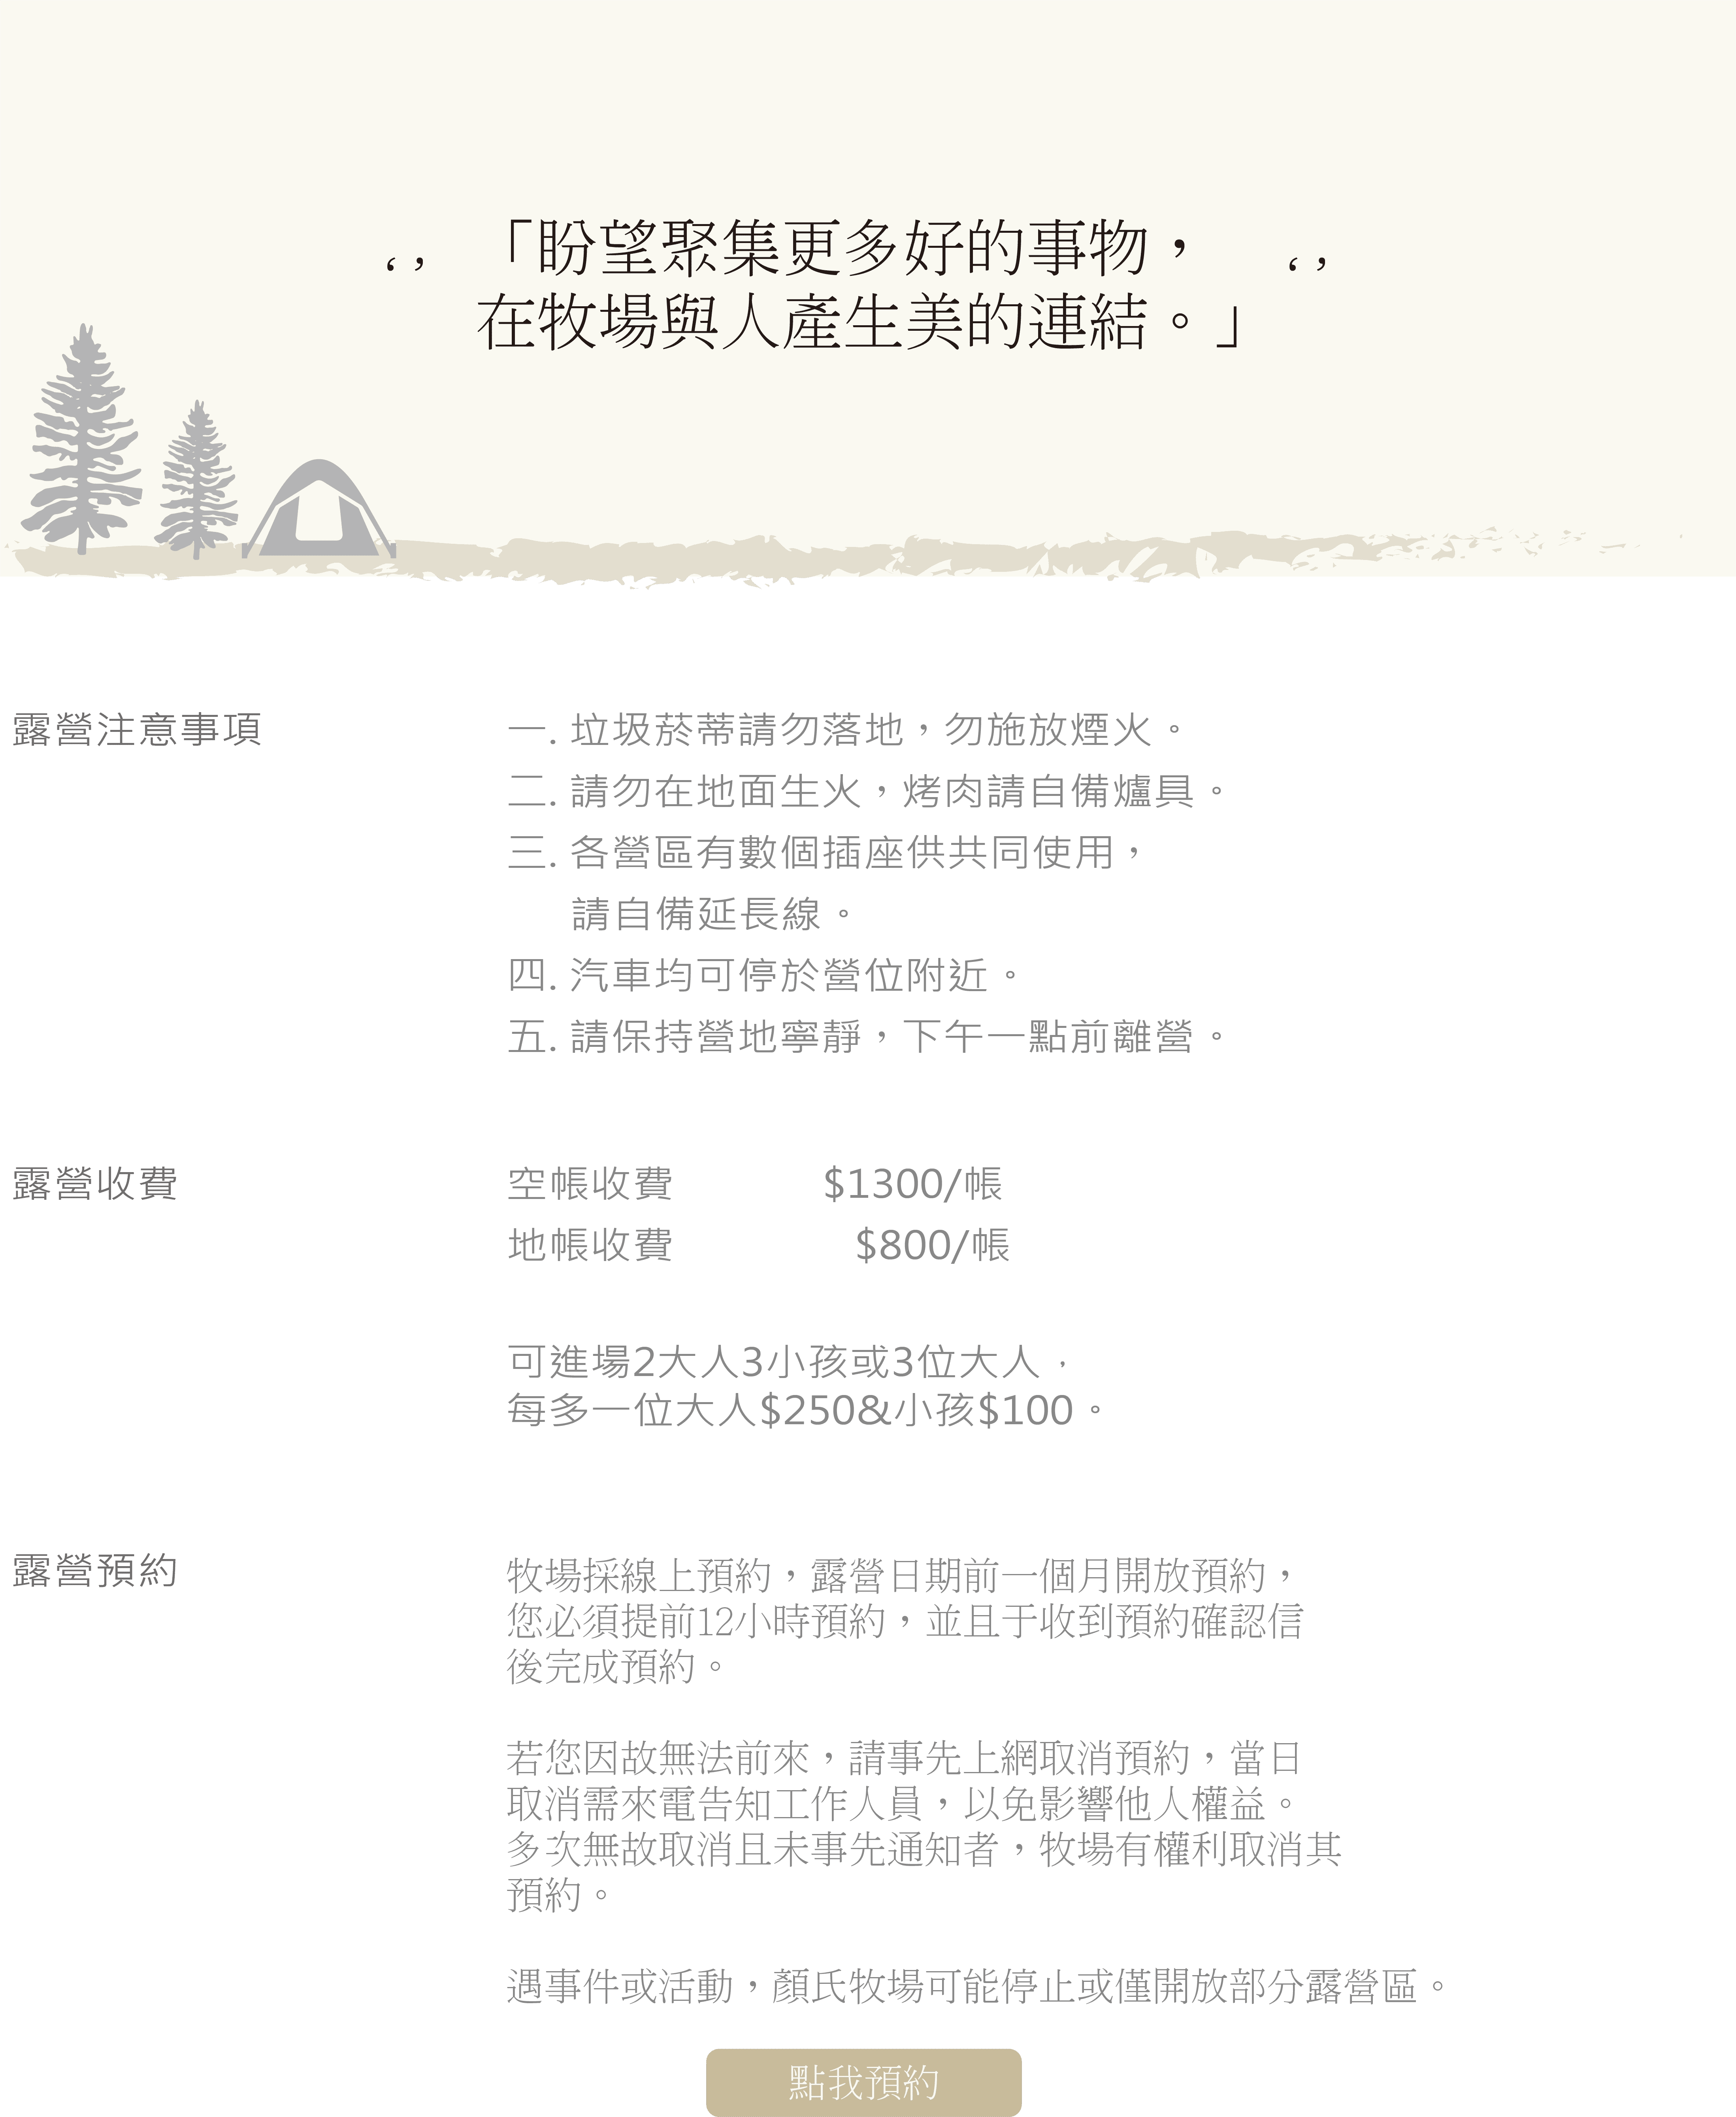 ‘ ’ 「盼望聚集更多好的事物， ‘ ’
在牧場與人產生美的連結。」
露營注意事項
一. 垃圾菸蒂請勿落地，勿施放煙火。
二. 請勿在地面生火，烤肉請自備爐具。
三. 各營區有數個插座供共同使用，
請自備延長線。
四. 汽車均可停於營位附近。
五. 請保持營地寧靜，下午一點前離營。
露營收費
空帳收費 $1300/帳
地帳收費 $800/帳
可進場2大人3小孩或3位大人，
每多一位大人$250&小孩$100。
露營預約
牧場採線上預約，露營日期前一個月開放預約，
您必須提前12小時預約，並且于收到預約確認信
後完成預約。
若您因故無法前來，請事先上網取消預約，當日
取消需來電告知工作人員，以免影響他人權益。
多次無故取消且未事先通知者，牧場有權利取消其
預約。
遇事件或活動，顏氏牧場可能停止或僅開放部分露營區。
點我預約